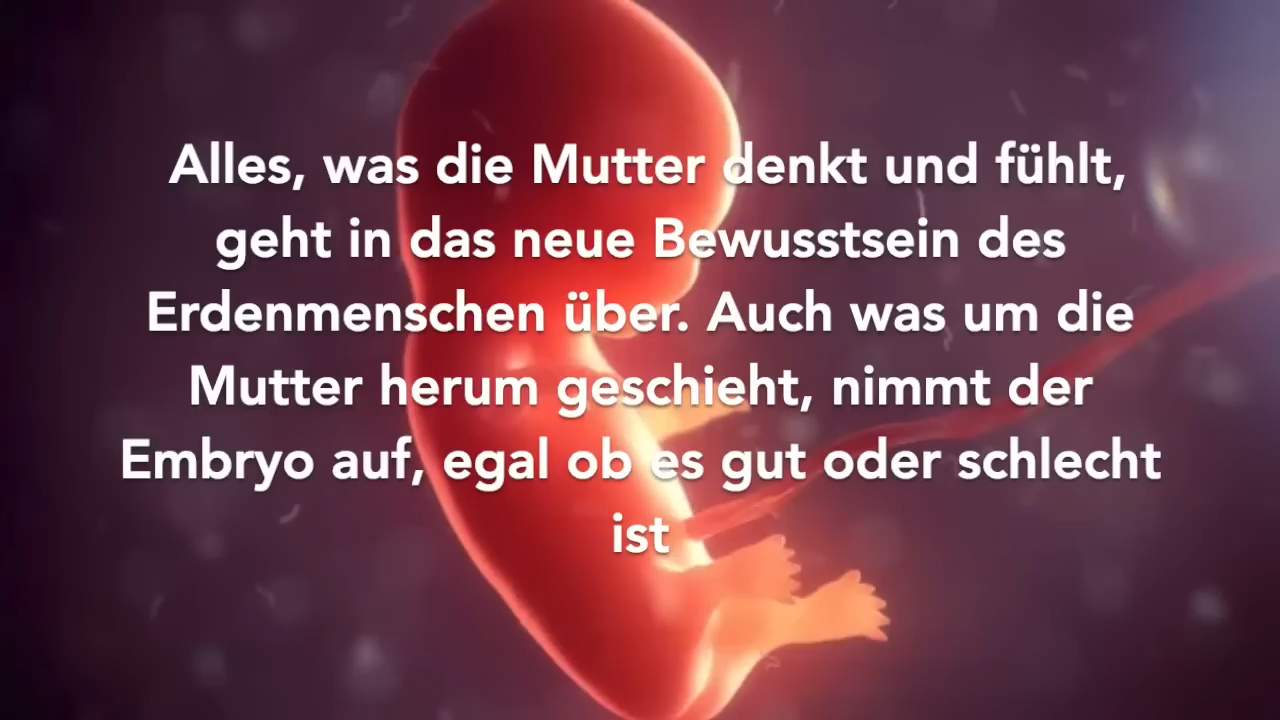 Alles, was die Mutter denkt und fühlt,
geht in das neue Bewusstsein des
Erdenmenschen über. Auch was um die
Mutter herum geschieht, nimmt der
Embryo auf, egal ob es gut oder schlecht
ist